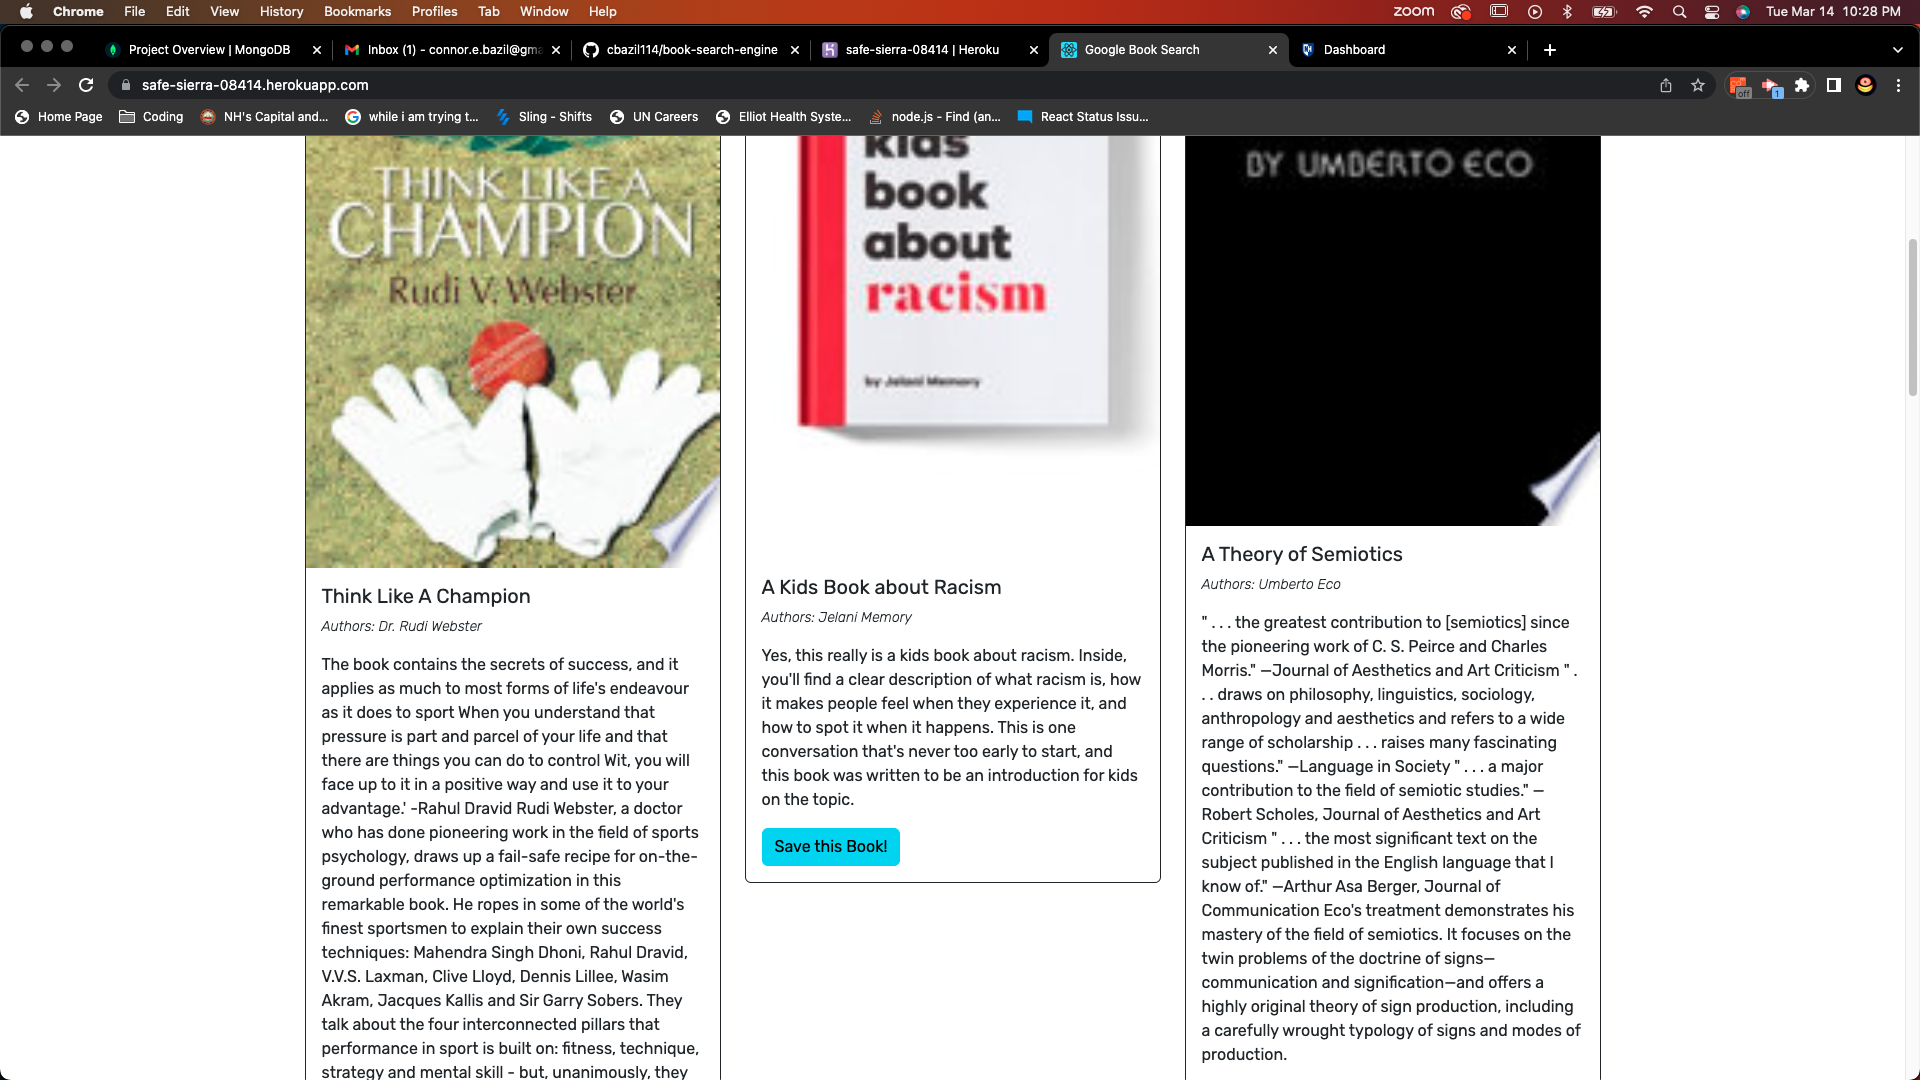 Chrome File Edit View History Bookmarks Profiles Tab Window Help zoom Tue Mar 14 10:28 PM
Project Overview | MongoDB Inbox (1) - connor.e.bazil@gma cbazil114/book-search-engine safe-sierra-08414 | Heroku Google Book Search Dashboard
safe-sierra-08414.herokuapp.com off 1
Home Page Coding NH's Capital and... while i am trying t... Sling - Shifts UN Careers Elliot Health Syste... node.js - Find (an... React Status Issu...
THINK LIKE A
CHAMPION
Rudi V. Webster
Think Like A Champion
Authors: Dr. Rudi Webster
The book contains the secrets of success, and it
applies as much to most forms of life's endeavour
as it does to sport When you understand that
pressure is part and parcel of your life and that
there are things you can do to control Wit, you will
face up to it in a positive way and use it to your
advantage.' -Rahul Dravid Rudi Webster, a doctor
who has done pioneering work in the field of sports
psychology, draws up a fail-safe recipe for on-the-
ground performance optimization in this
remarkable book. He ropes in some of the world's
finest sportsmen to explain their own success
techniques: Mahendra Singh Dhoni, Rahul Dravid,
V.V.S. Laxman, Clive Lloyd, Dennis Lillee, Wasim
Akram, Jacques Kallis and Sir Garry Sobers. They
talk about the four interconnected pillars that
performance in sport is built on: fitness, technique,
strategy and mental skill - but, unanimously, they
kids
book
about
racism
by Jelani Memory
A Kids Book about Racism
Authors: Jelani Memory
Yes, this really is a kids book about racism. Inside,
you'll find a clear description of what racism is, how
it makes people feel when they experience it, and
how to spot it when it happens. This is one
conversation that's never too early to start, and
this book was written to be an introduction for kids
on the topic.
Save this Book!
BY UMBERTO ECO
A Theory of Semiotics
Authors: Umberto Eco
" . . . the greatest contribution to [semiotics] since
the pioneering work of C. S. Peirce and Charles
Morris." —Journal of Aesthetics and Art Criticism " .
. . draws on philosophy, linguistics, sociology,
anthropology and aesthetics and refers to a wide
range of scholarship . . . raises many fascinating
questions." —Language in Society " . . . a major
contribution to the field of semiotic studies." —
Robert Scholes, Journal of Aesthetics and Art
Criticism " . . . the most significant text on the
subject published in the English language that I
know of." —Arthur Asa Berger, Journal of
Communication Eco's treatment demonstrates his
mastery of the field of semiotics. It focuses on the
twin problems of the doctrine of signs—
communication and signification—and offers a
highly original theory of sign production, including
a carefully wrought typology of signs and modes of
production.